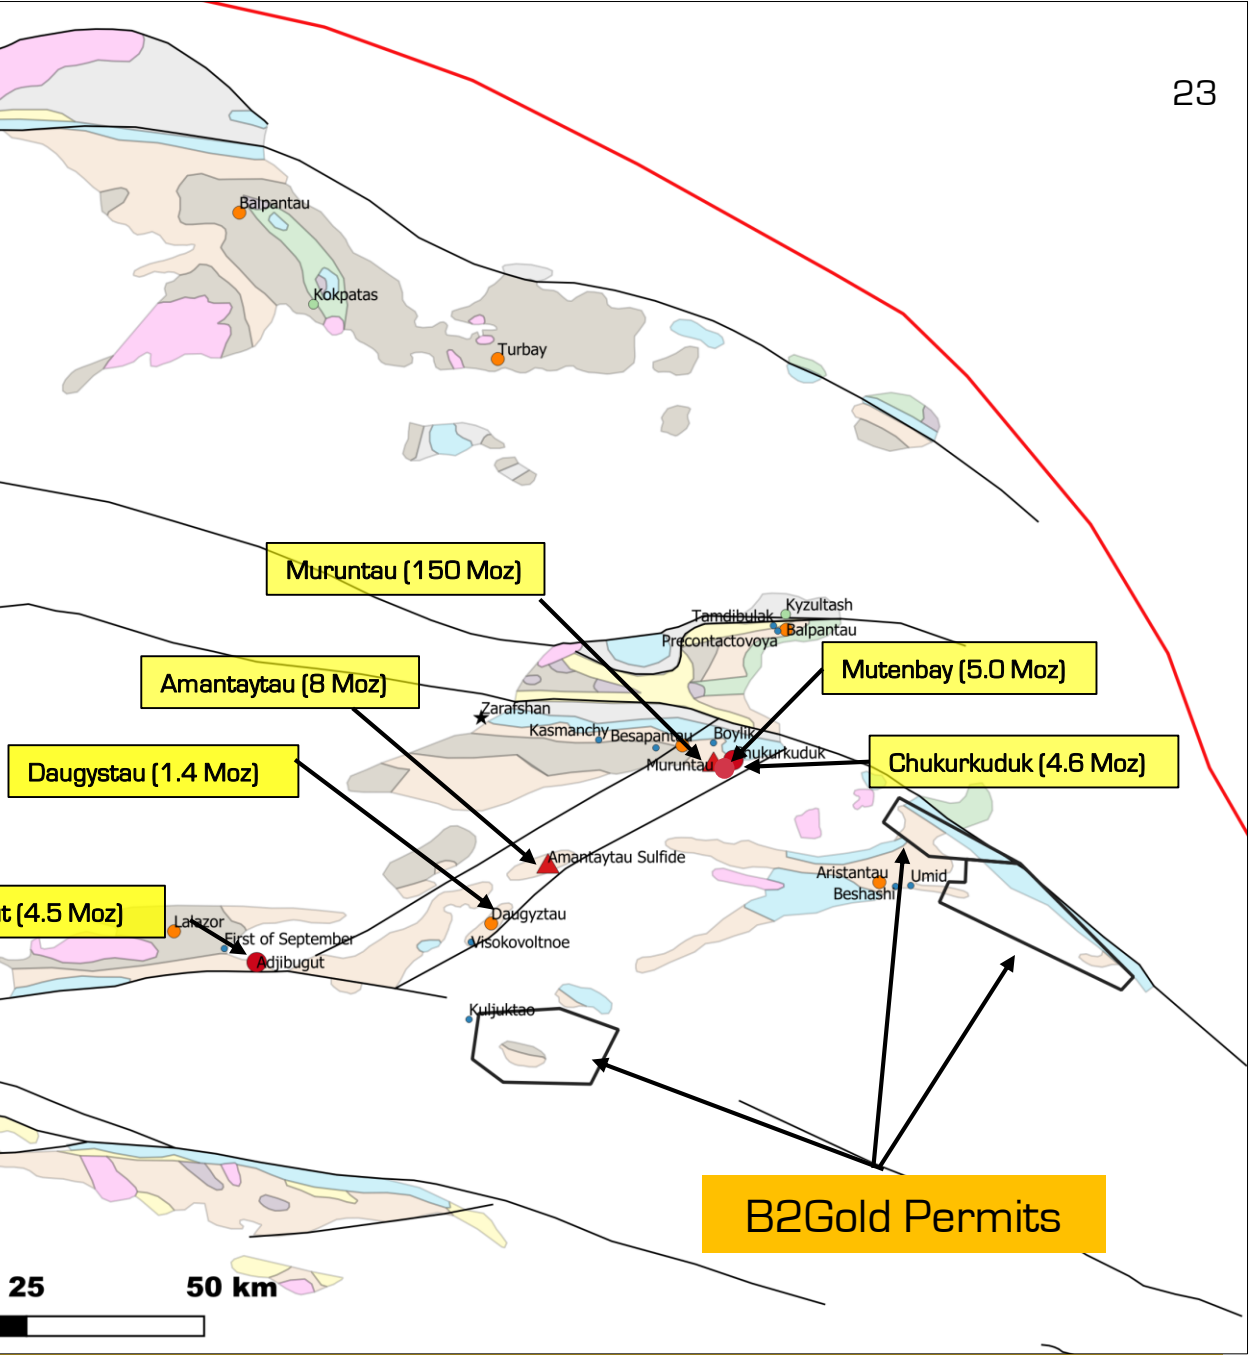 23
Balpantau
Kokpatas
Turbay
Muruntau (150 Moz)
Kyzultash
Tamdibulak
Balpantau
Precontactovoya
Mutenbay (5.0 Moz)
Amantaytau (8 Moz)
Zarafshan
Kasmanchy
Besapantau
Boylik
hukurkuduk
Muruntau
Chukurkuduk (4.6 Moz)
Daugystau (1.4 Moz)
Amantaytau Sulfide
Aristantau
Umid
Beshashi
t (4.5 Moz)
Lalazor
Daugyztau
First of September
Visokovoltnoe
Adjibugut
Kuljuktao
B2Gold Permits
25 50 km